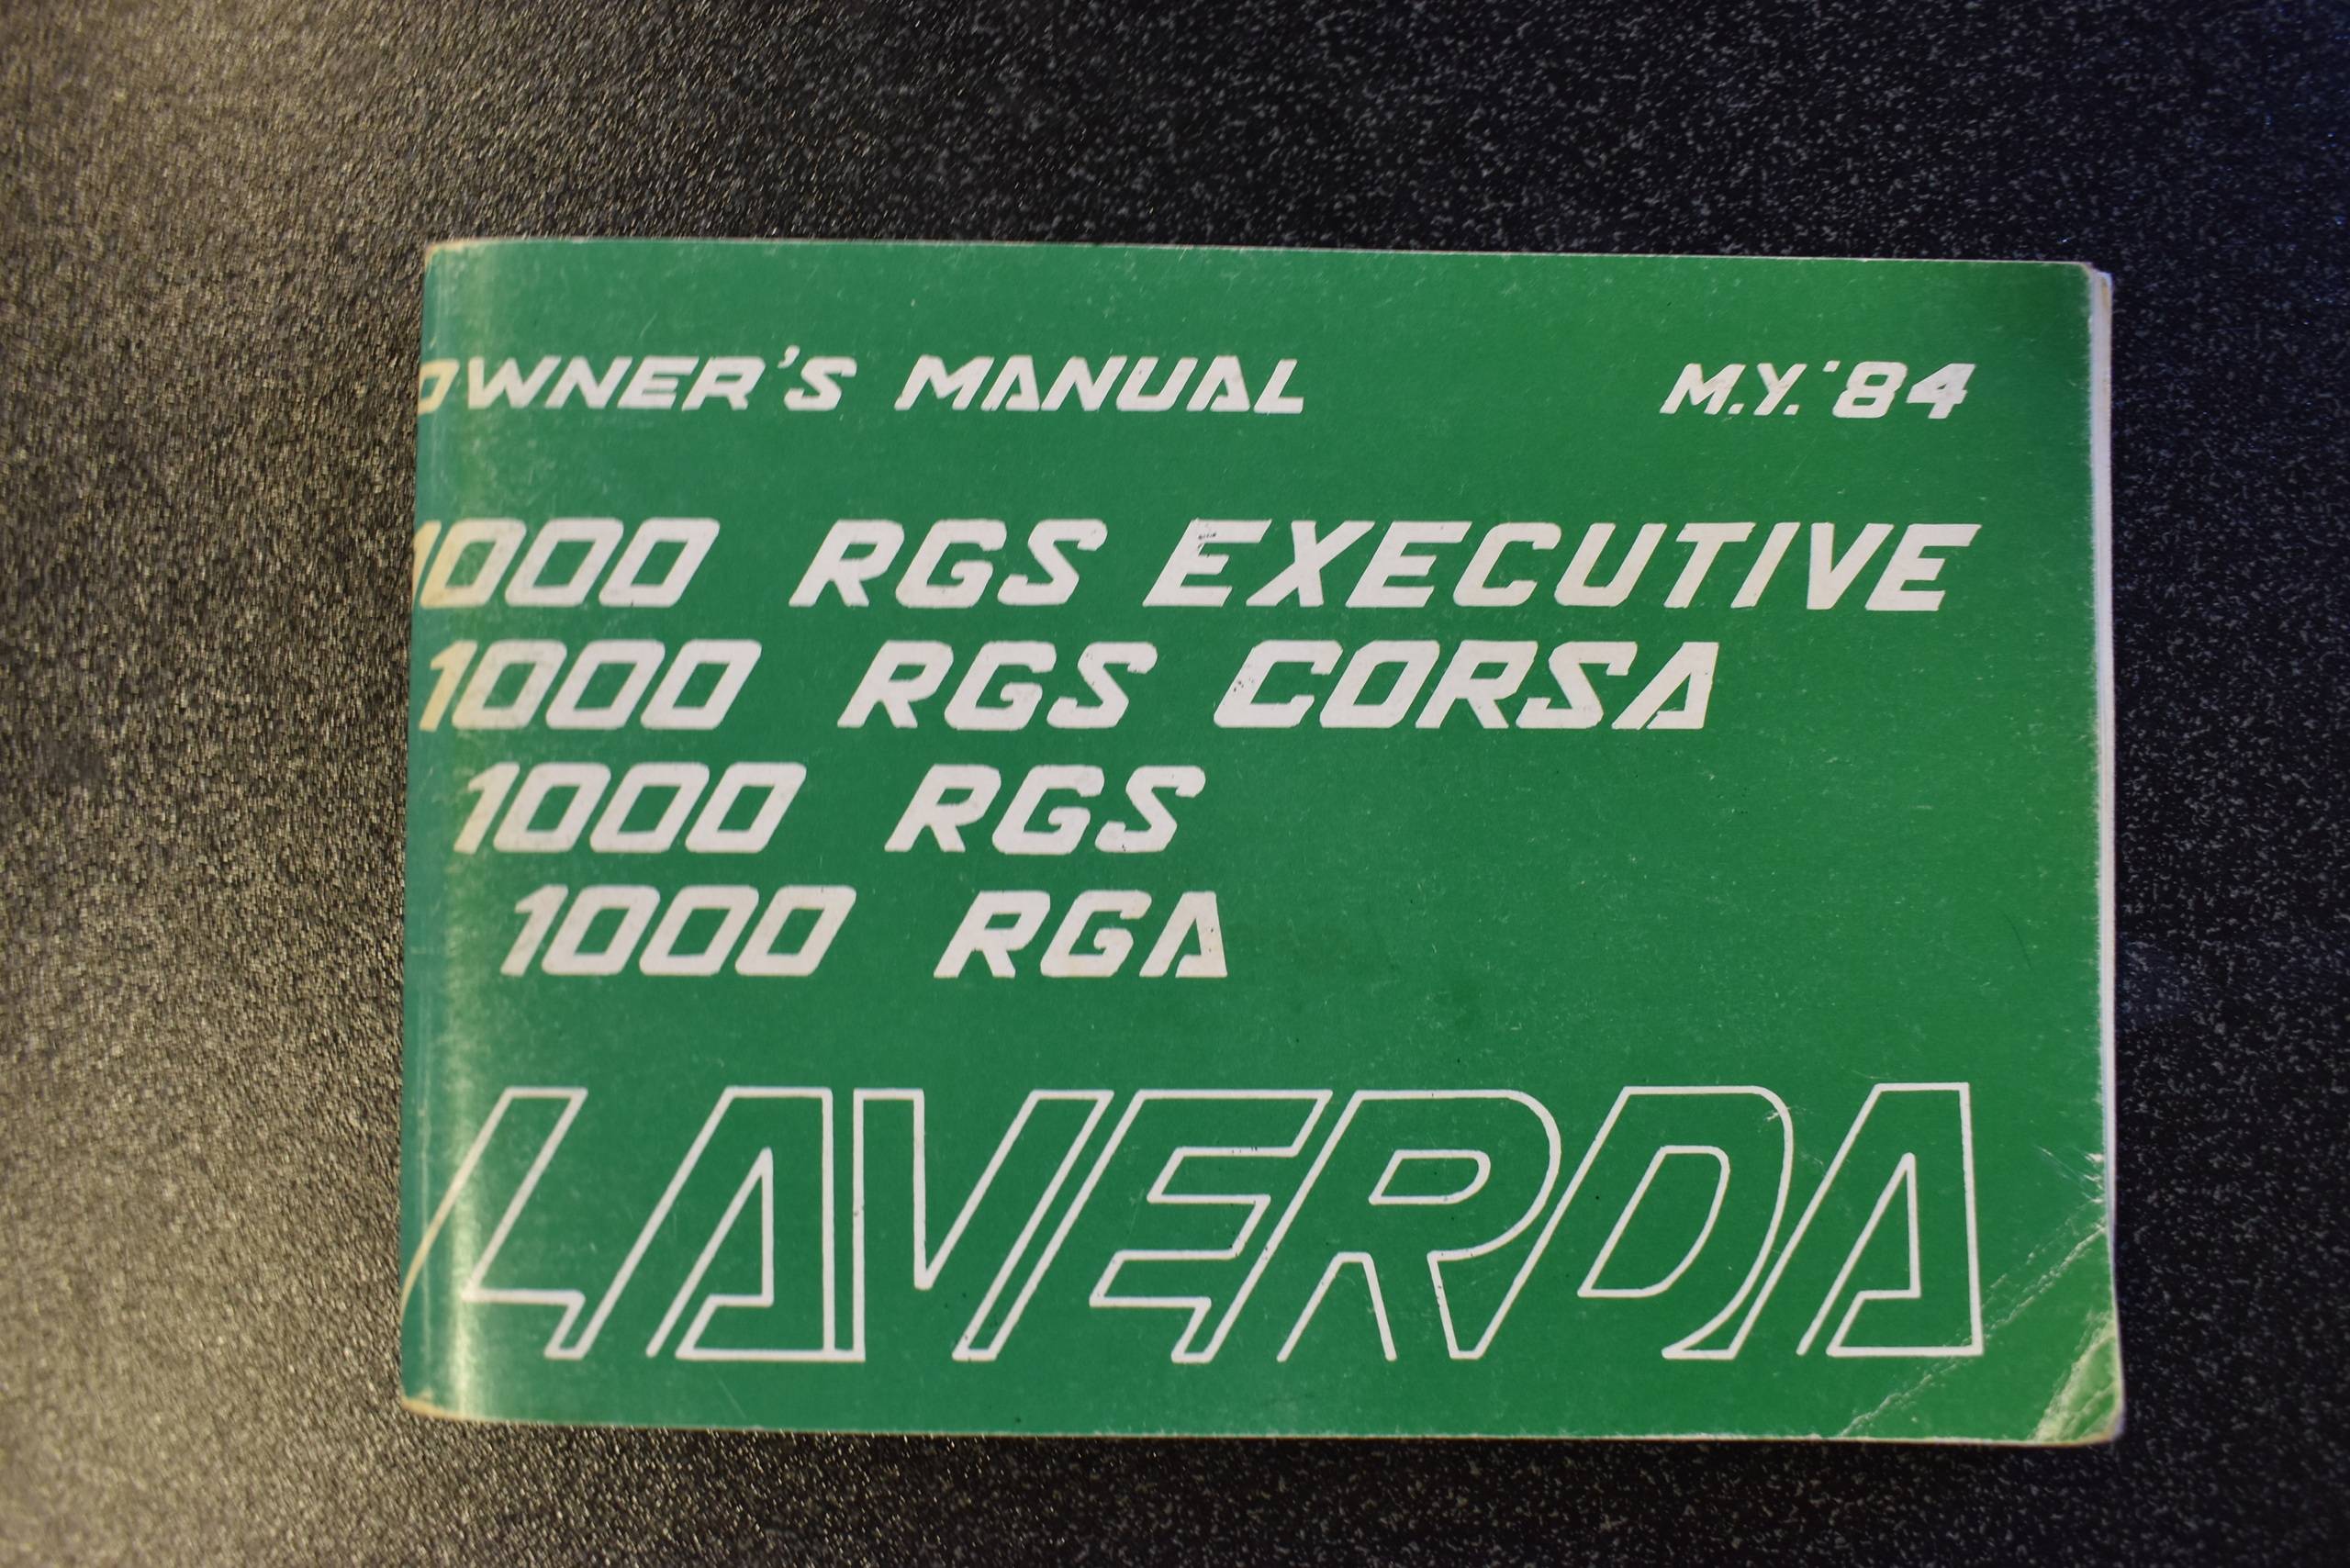 OWNER'S MANUAL M.Y.'84
1000 RGS EXECUTIVE
1000 RGS CORSA
1000 RGS
1000 RGA
LAVERDA